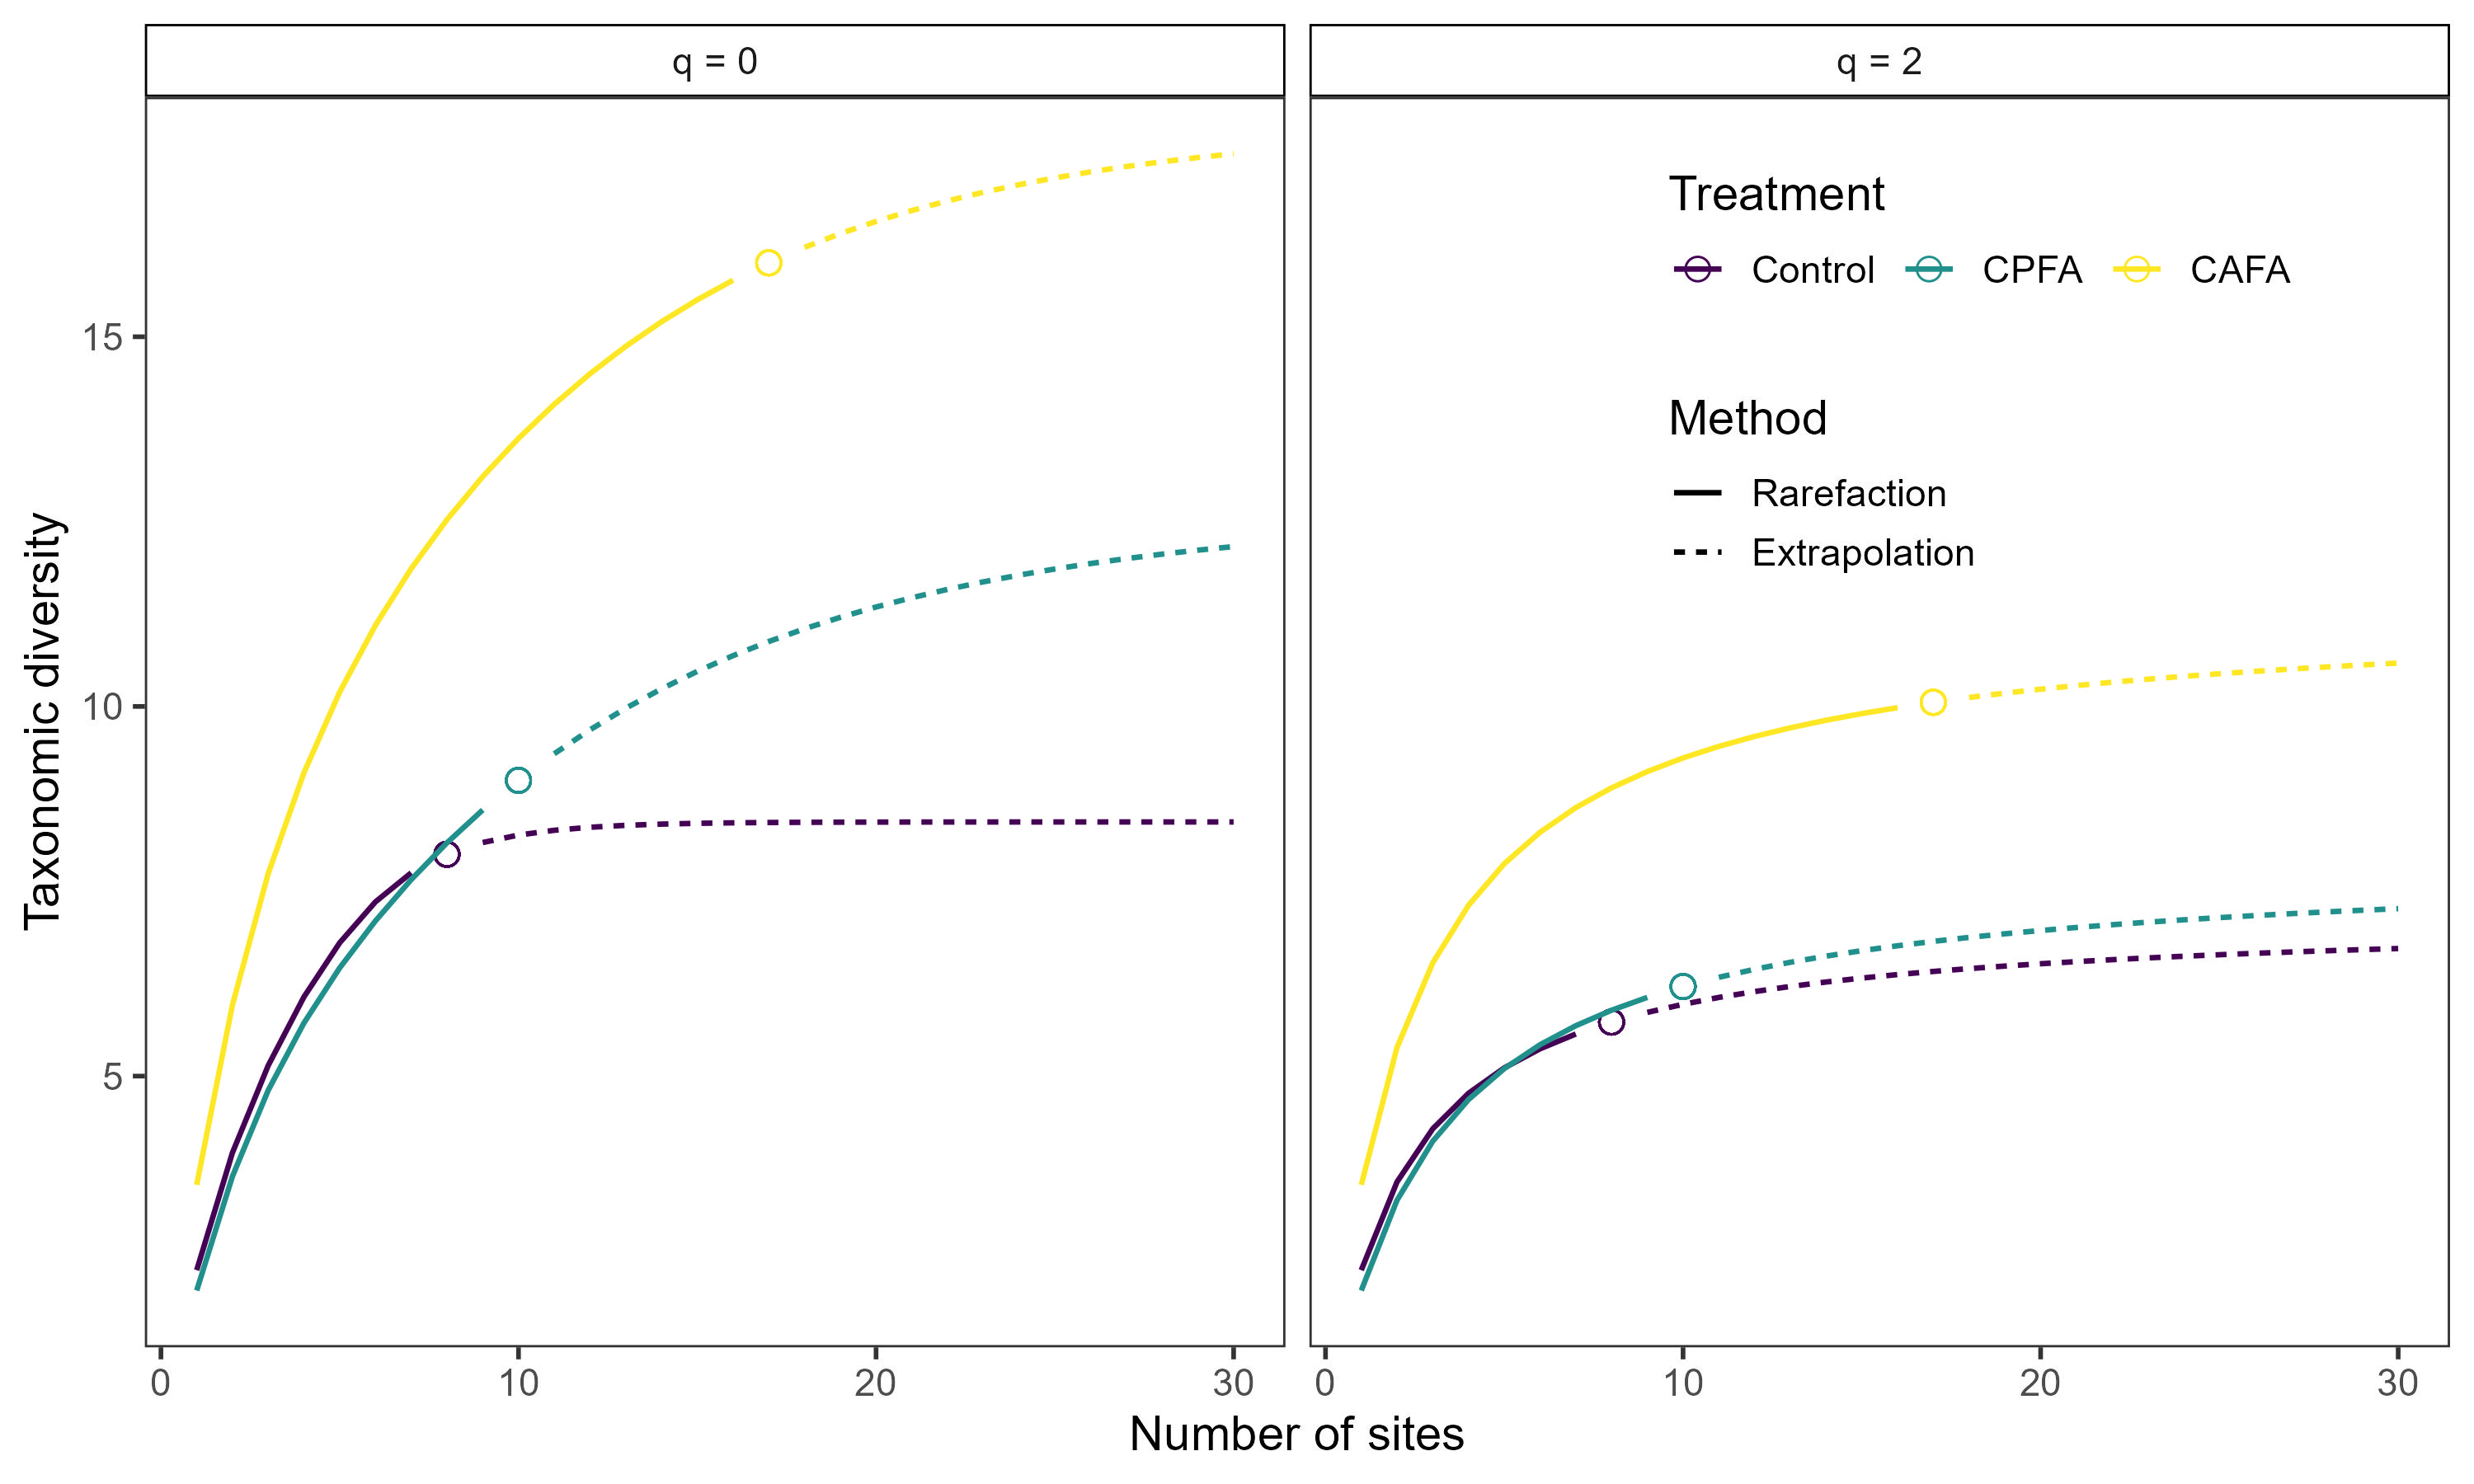 q = 0
q = 2
Treatment
Control CPFA CAFA
Method
Rarefaction
Extrapolation
Taxonomic diversity
15
10
5
0 10 20 30 0 10 20 30
Number of sites